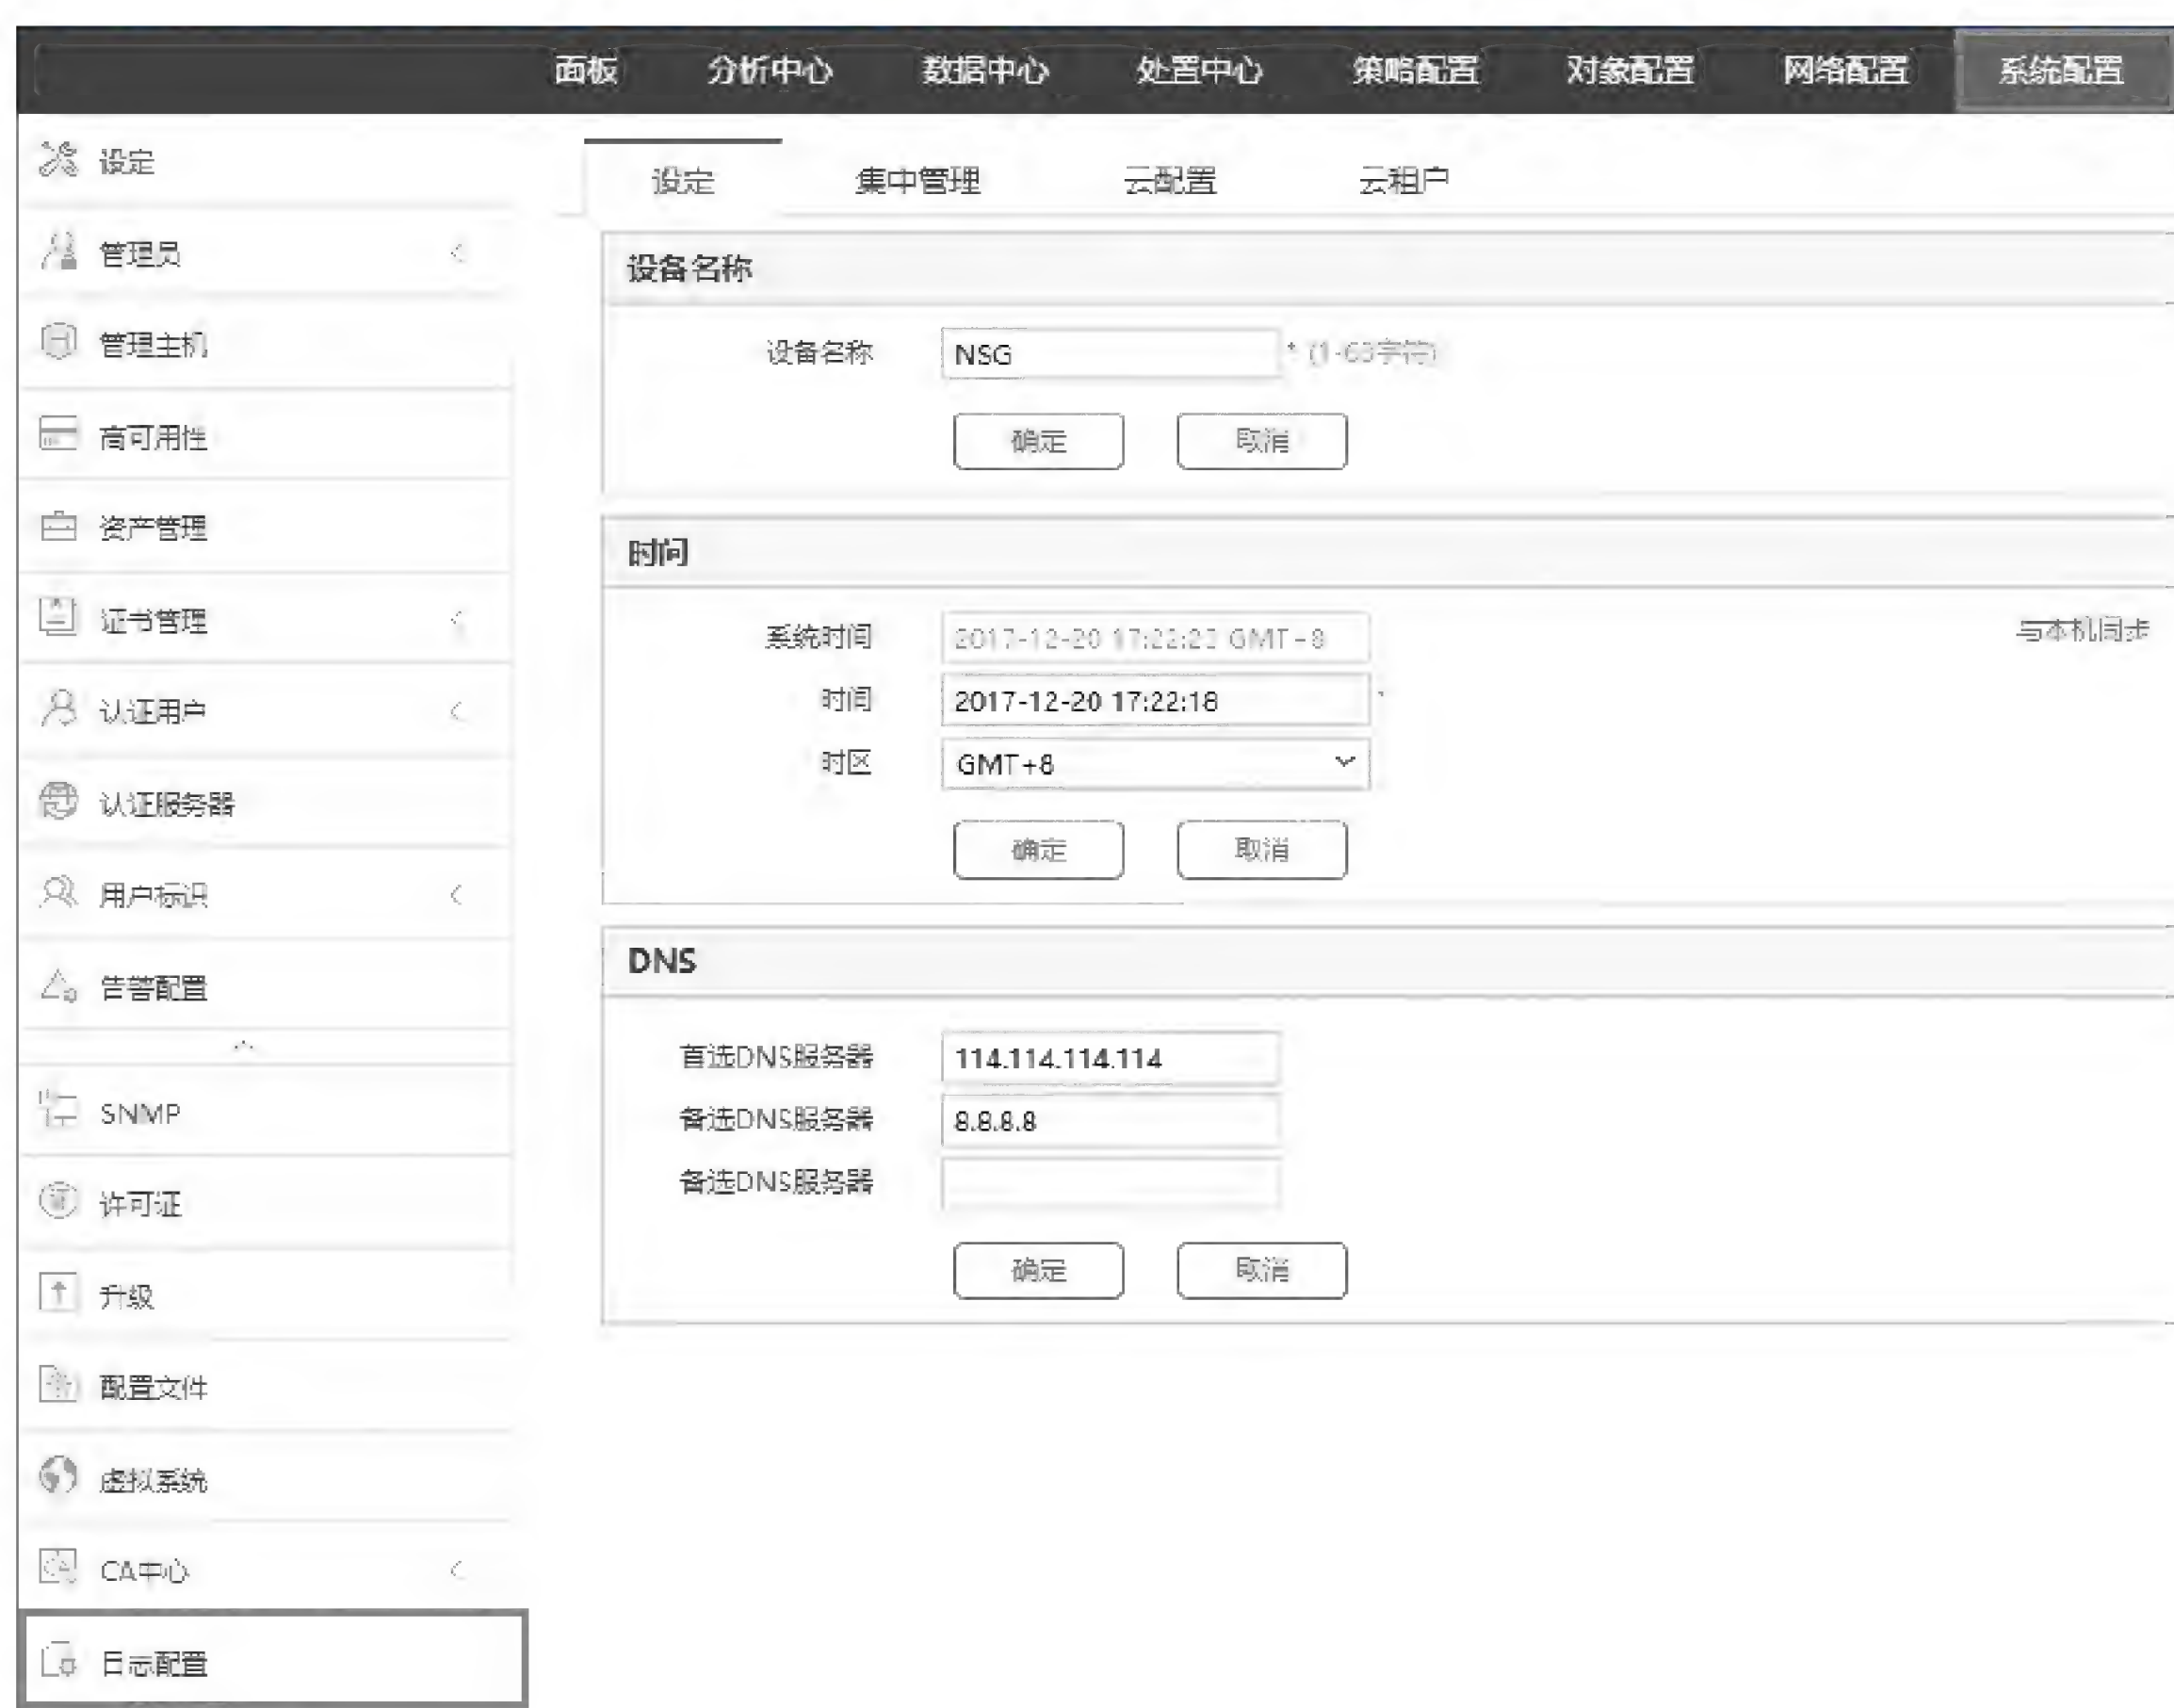 面板 分析中心 数据中心 处置中心 策略配置 对象配置 网络配置 系统配置
设定
管理员
管理主机
高可用性
资产管理
证书管理
认证用户
认证服务器
用户标识
告警配置
SNMP
许可证
升级
配置文件
虚拟系统
CA中心
日志配置
设定 集中管理 云配置 云租户
设备名称
设备名称 NSG * (1-63字符)
确定 取消
时间
系统时间 2017-12-20 17:22:23 GMT+8 与本机同步
时间 2017-12-20 17:22:18 *
时区 GMT+8
确定 取消
DNS
首选DNS服务器 114.114.114.114
备选DNS服务器 8.8.8.8
备选DNS服务器
确定 取消